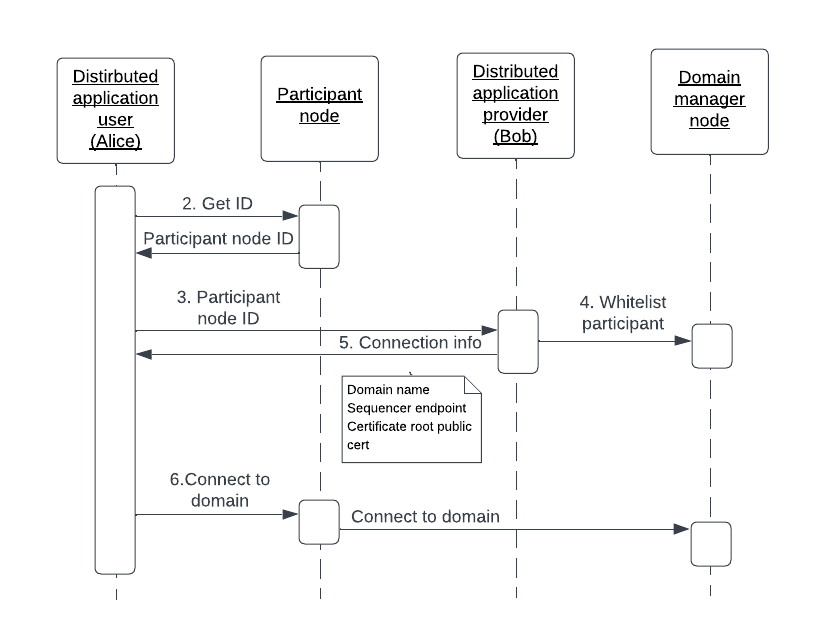 Distirbuted
application
user
(Alice)
Participant
node
Distributed
application
provider
(Bob)
Domain
manager
node
2. Get ID
Participant node ID
3. Participant
node ID
4. Whitelist
participant
5. Connection info
Domain name
Sequencer endpoint
Certificate root public
cert
6.Connect to
domain
Connect to domain